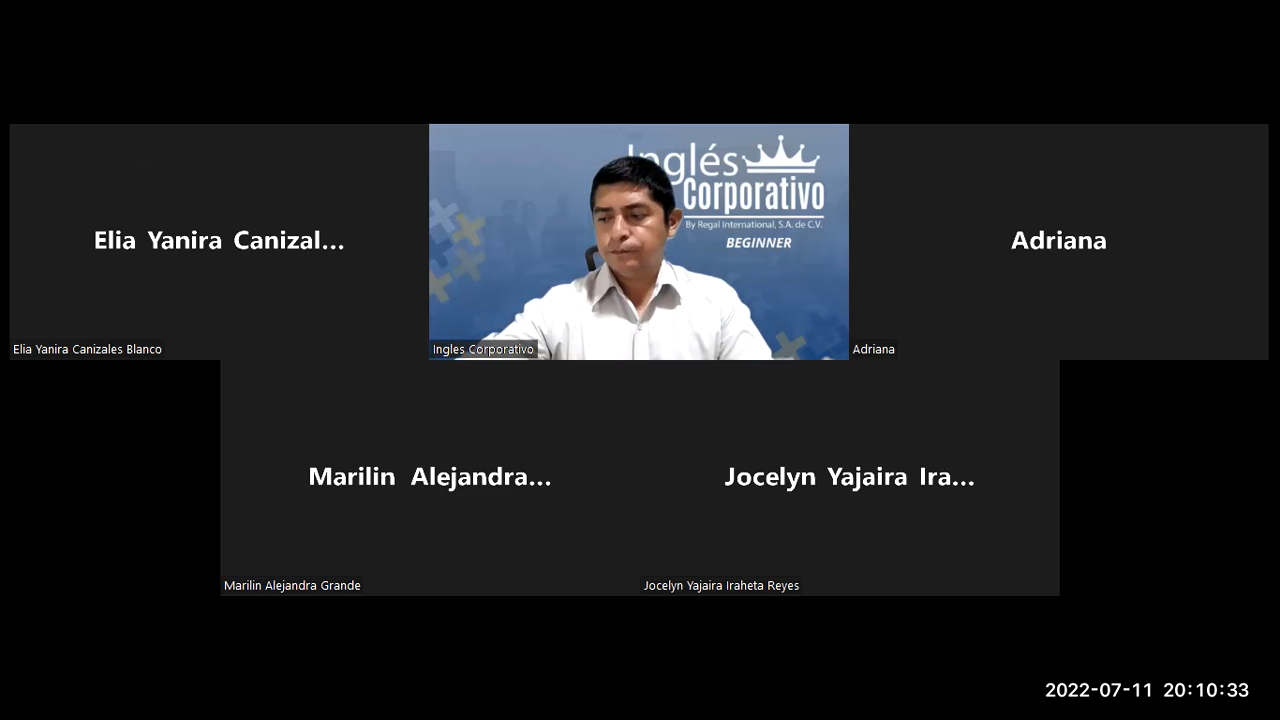 Elia Yanira Canizal...
Elia Yanira Canizales Blanco
Inglés
Corporativo
By Regal International, S.A. de C.V.
BEGINNER
Ingles Corporativo
Adriana
Adriana
Marilin Alejandra...
Marilin Alejandra Grande
Jocelyn Yajaira Ira...
Jocelyn Yajaira Iraheta Reyes
2022-07-11 20:10:33